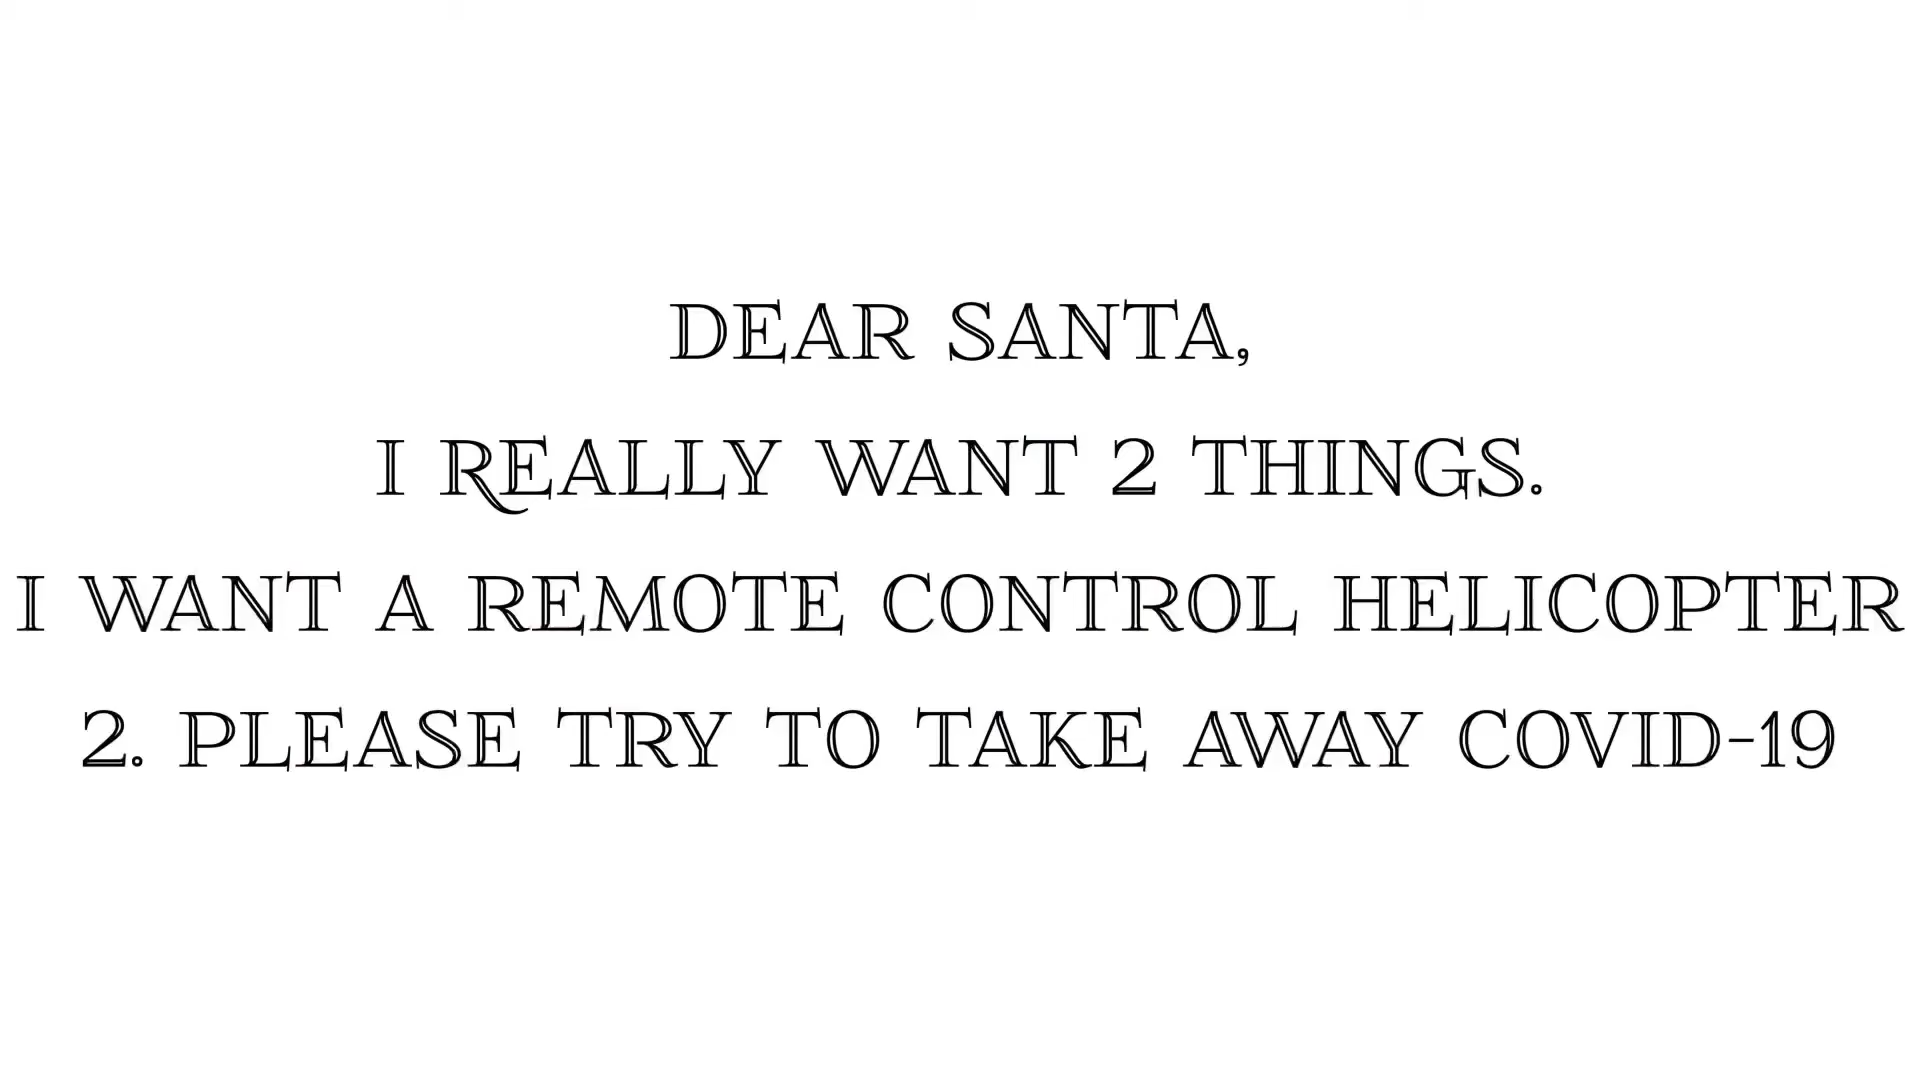 DEAR SANTA,
I REALLY WANT 2 THINGS.
I WANT A REMOTE CONTROL HELICOPTER
2. PLEASE TRY TO TAKE AWAY COVID-19